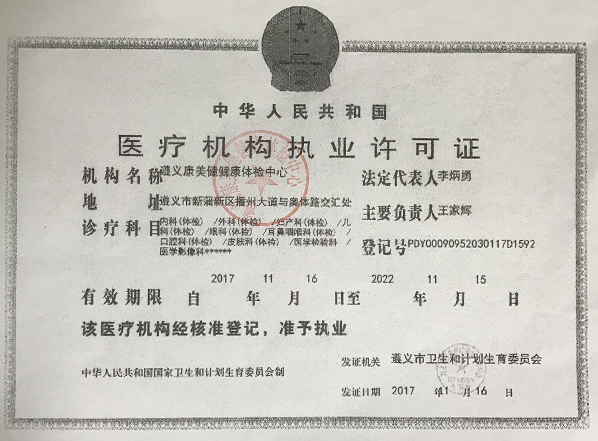 中华人民共和国
医疗机构执业许可证
机构名称 遵义康美健健康体检中心 法定代表人 李炳勇
地址 遵义市新蒲新区播州大道与奥体路交汇处 主要负责人 王家辉
诊疗科目 内科(体检) /外科(体检) /妇产科(体检) /儿
科(体检) /眼科(体检) /耳鼻咽喉科(体检) /
口腔科(体检) /皮肤科(体检) /医学检验科 /
医学影像科******
登记号 PDY00090952030117D1592
有效期限 自 2017 年 11 月 16 日至 2022 年 11 月 15 日
该医疗机构经核准登记，准予执业
发证机关 遵义市卫生和计划生育委员会
中华人民共和国国家卫生和计划生育委员会制
发证日期 2017 年11 月 16 日